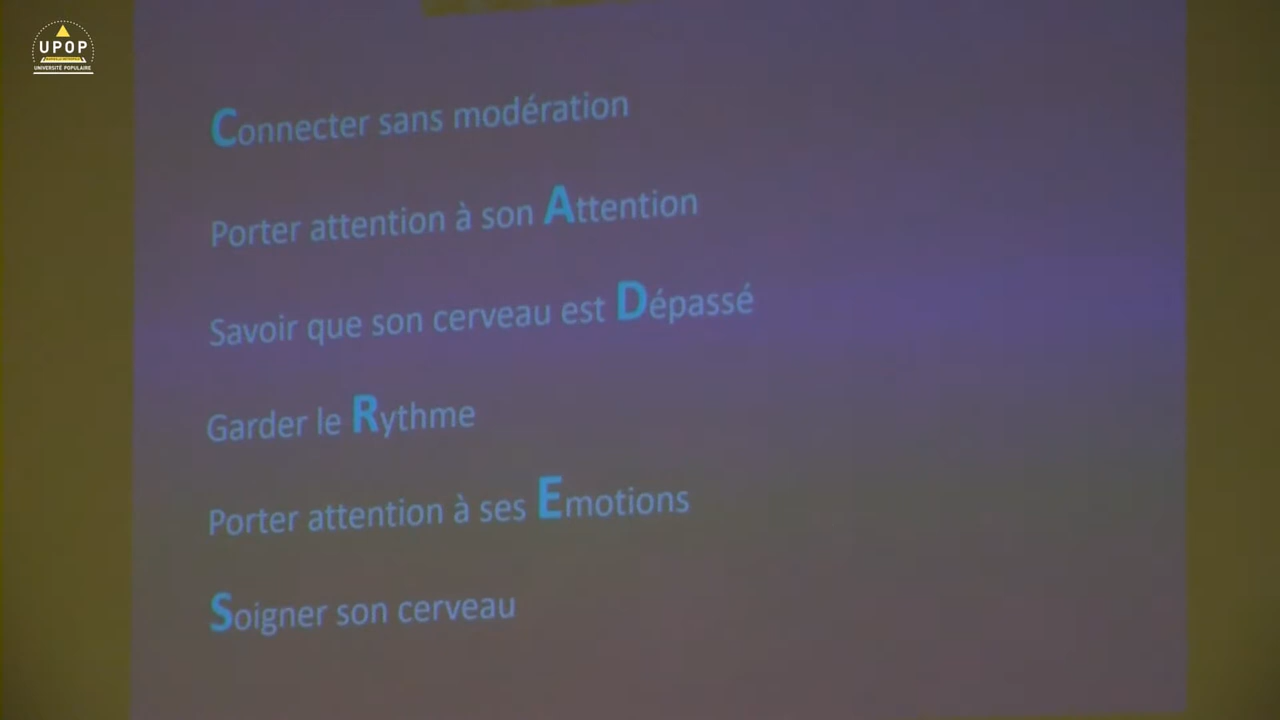 UPOP
UNIVERSITÉ POPULAIRE
Connecter sans modération
Porter attention à son Attention
Savoir que son cerveau est Dépassé
Garder le Rythme
Porter attention à ses Emotions
Soigner son cerveau